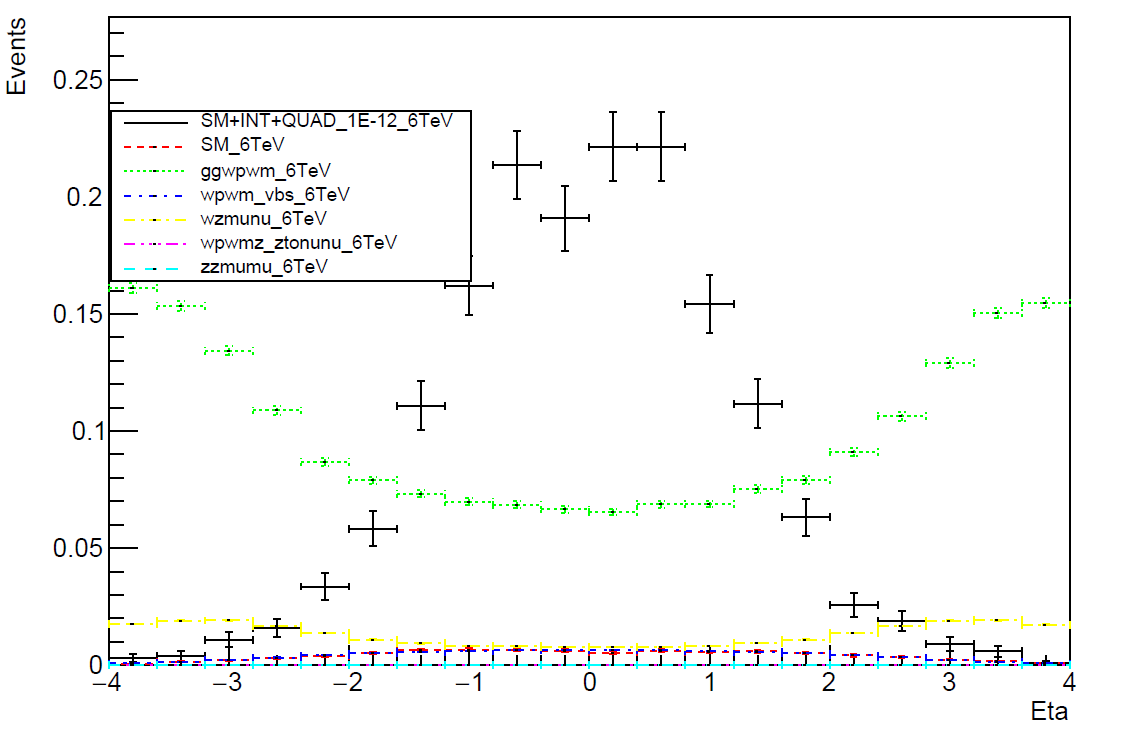 Events
0.25
SM+INT+QUAD_1E-12_6TeV
SM_6TeV
ggwpwm_6TeV
wpwm_vbs_6TeV
wzmunu_6TeV
wpwmz_ztonunu_6TeV
zzmumu_6TeV
0.2
0.15
0.1
0.05
0
−4 −3 −2 −1 0 1 2 3 4
Eta